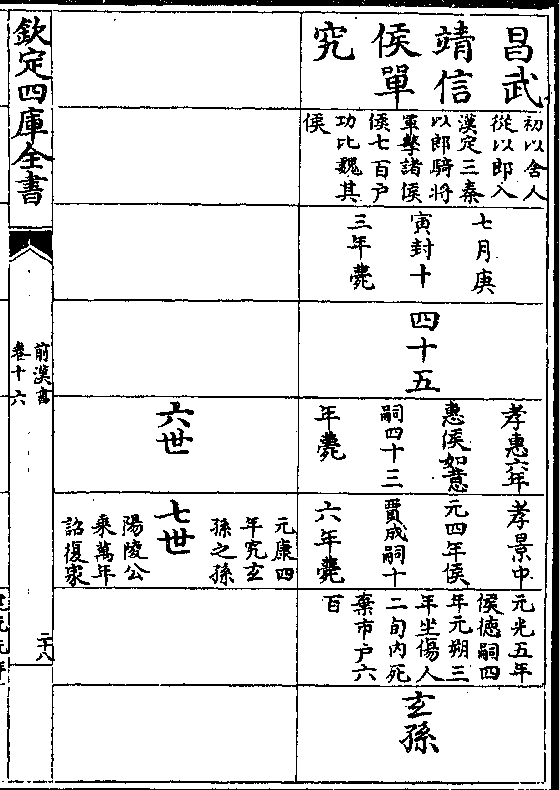 昌武
靖信
侯單
究
初以舍人
從以郎入
漢定三秦
以郎騎將
軍擊諸侯
侯七百户
功比魏其
侯
七月庚
寅封十
三年薨
四十五
孝惠六年
惠侯如意
嗣四十三
年薨
孝景中
元四年侯
賈成嗣十
六年薨
元光五年
侯德嗣四
年元朔三
年坐傷人
二旬内死
棄市户六
百
玄孫
六世
元康四
年究玄
孫之孫
七世
陽陵公
乘萬年
詔復家
欽定四庫全書
前漢書
卷十六
二十八